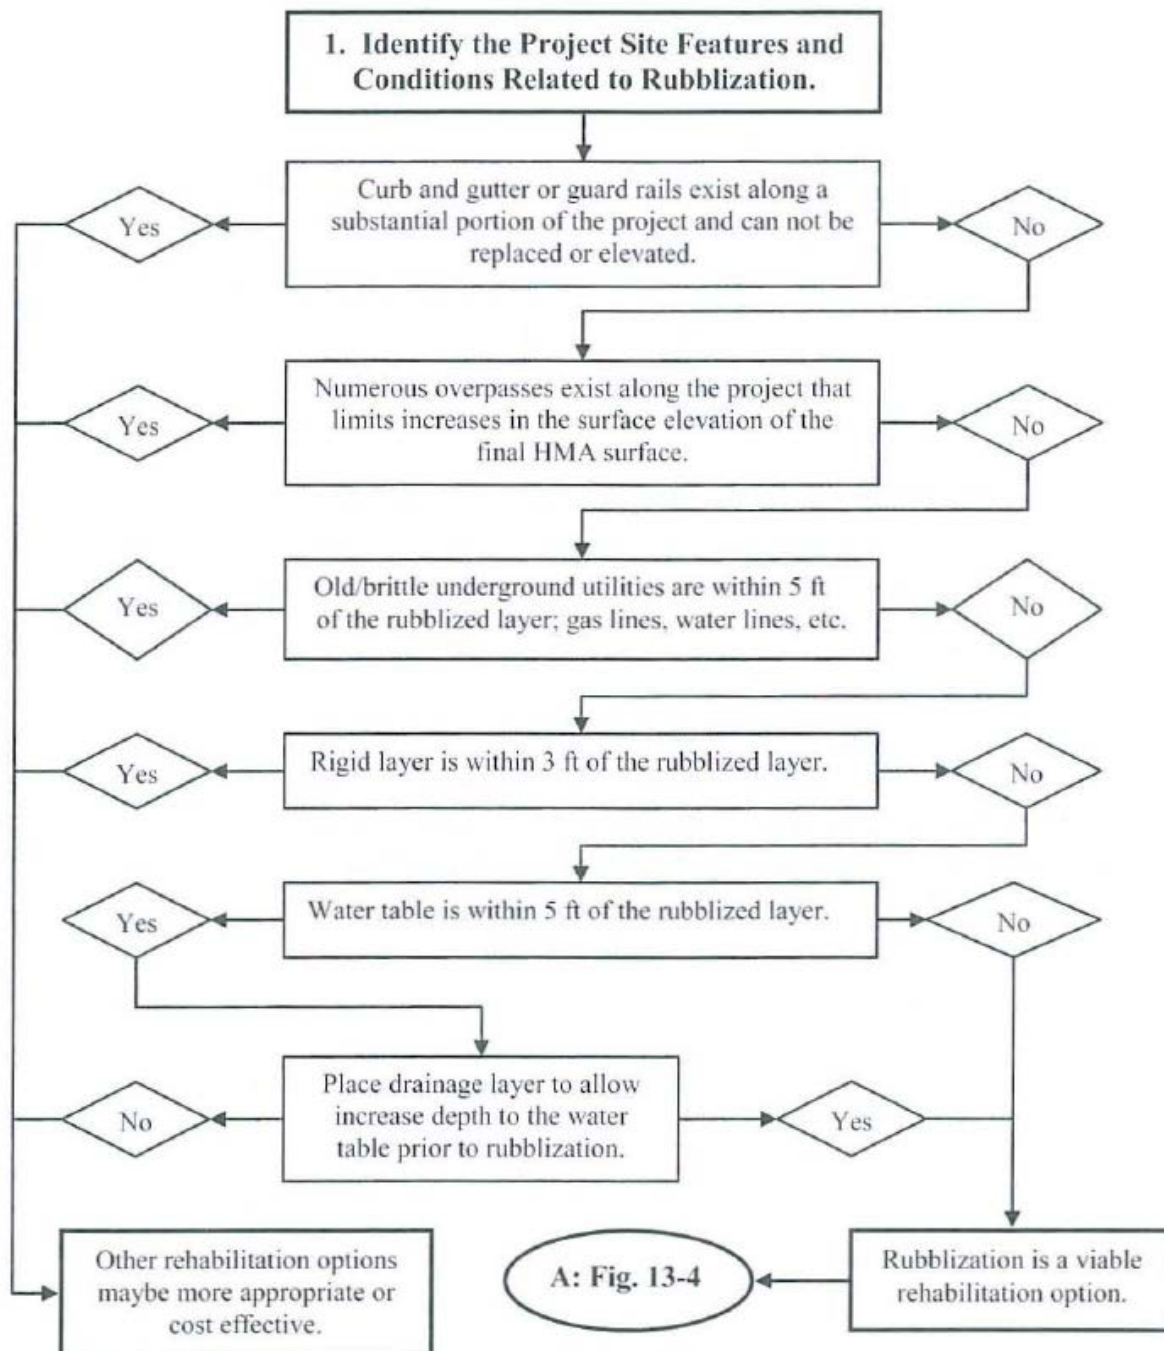 1. Identify the Project Site Features and
Conditions Related to Rubblization.
Curb and gutter or guard rails exist along a
substantial portion of the project and can not be
replaced or elevated.
Yes
No
Numerous overpasses exist along the project that
limits increases in the surface elevation of the
final HMA surface.
Yes
No
Old/brittle underground utilities are within 5 ft
of the rubblized layer; gas lines, water lines, etc.
Yes
No
Rigid layer is within 3 ft of the rubblized layer.
Yes
No
Water table is within 5 ft of the rubblized layer.
Yes
No
Place drainage layer to allow
increase depth to the water
table prior to rubblization.
No
Yes
Other rehabilitation options
maybe more appropriate or
cost effective.
A: Fig. 13-4
Rubblization is a viable
rehabilitation option.